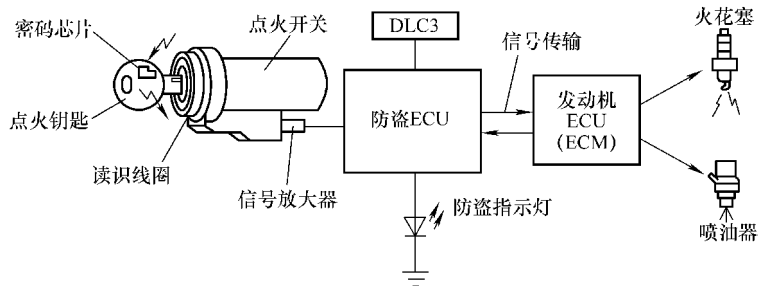 密码芯片
点火开关
DLC3
信号传输
火花塞
点火钥匙
防盗ECU
发动机
ECU
(ECM)
读识线圈
信号放大器
防盗指示灯
喷油器